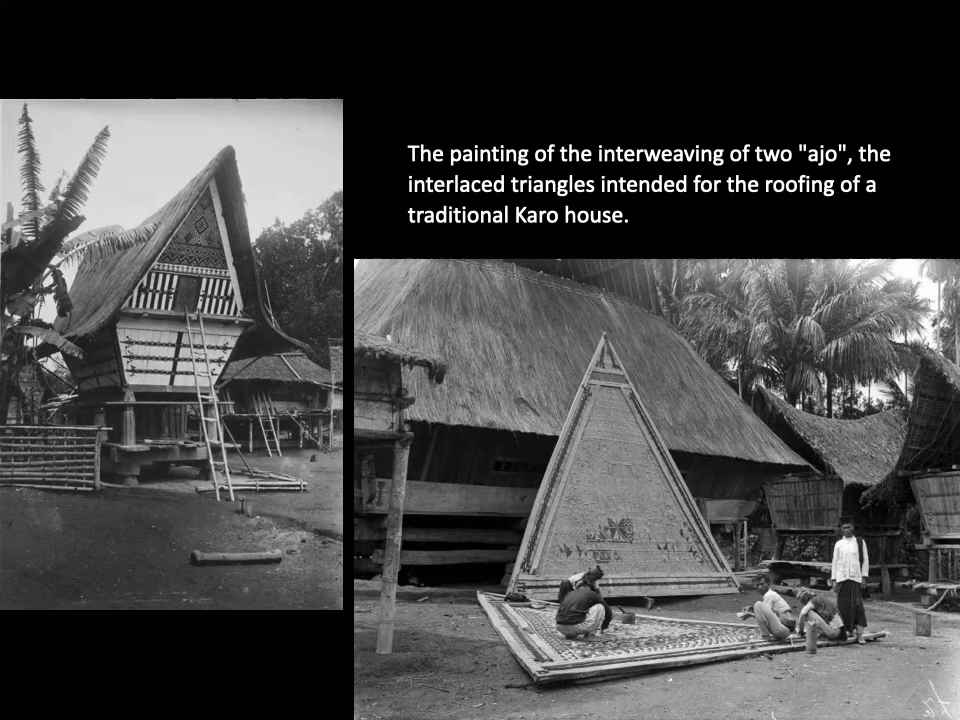 The painting of the interweaving of two "ajo", the
interlaced triangles intended for the roofing of a
traditional Karo house.